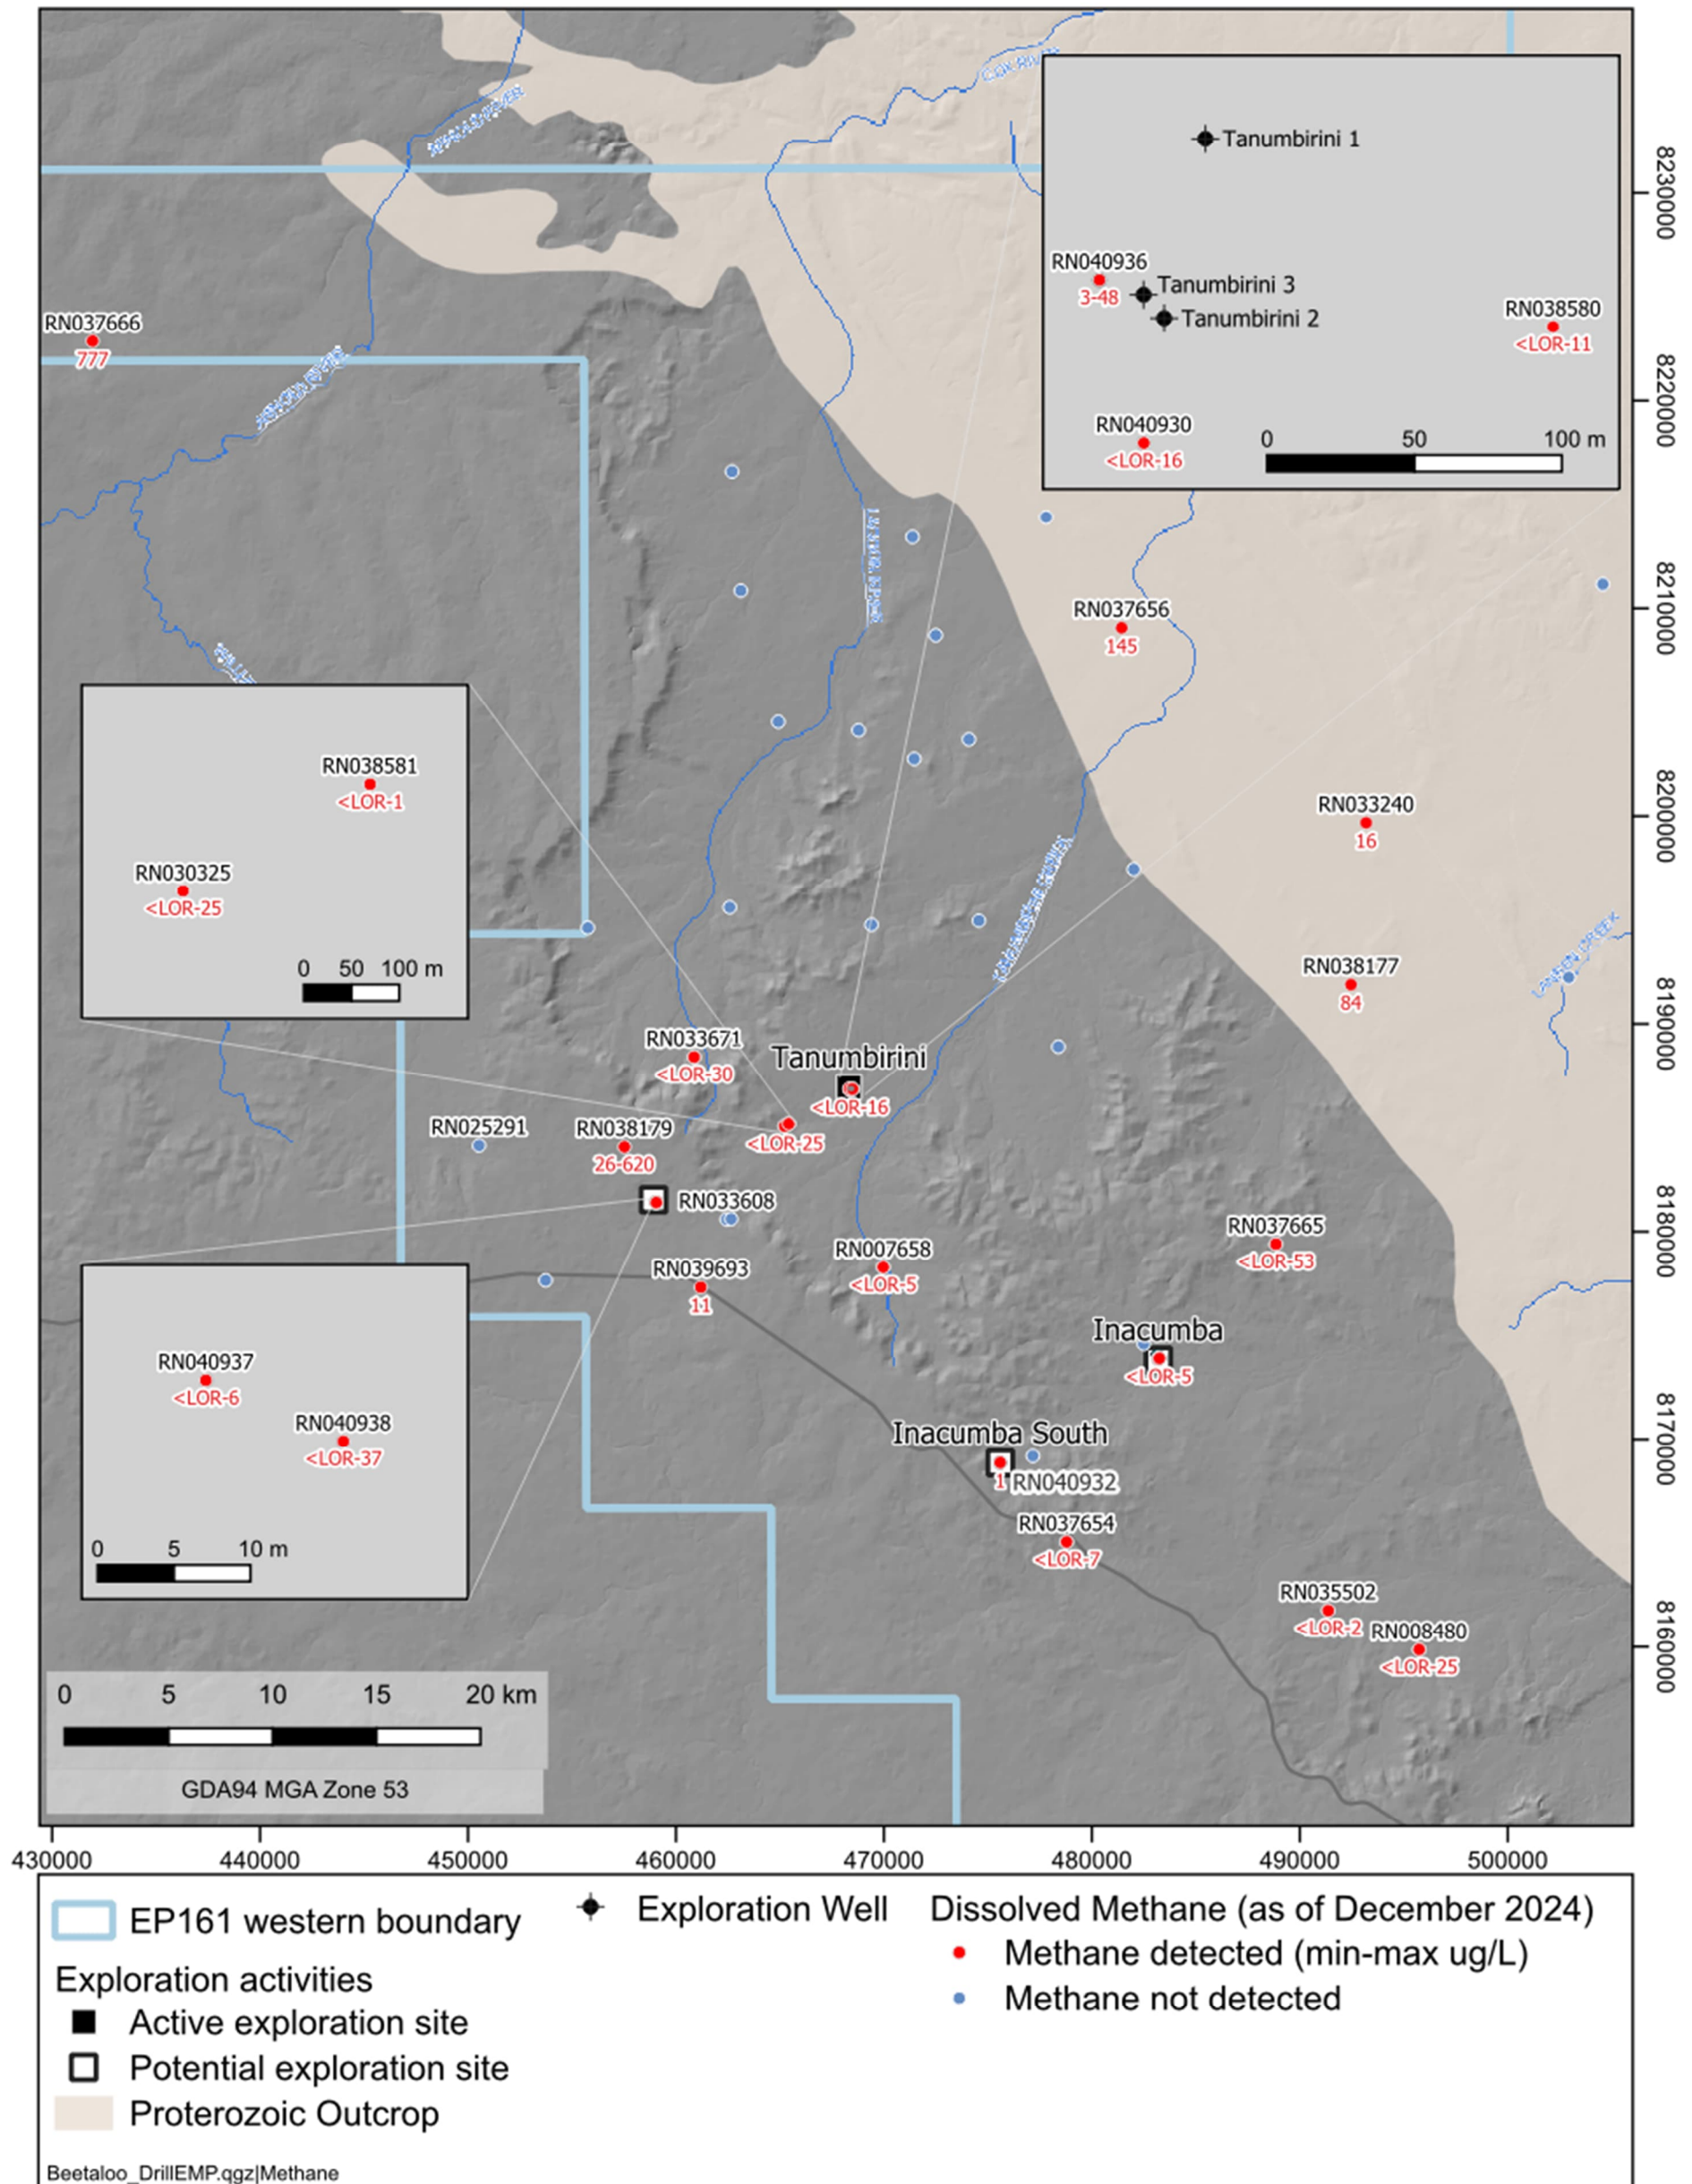 COX RIVER
Tanumbirini 1
RN040936
3-48
Tanumbirini 3
Tanumbirini 2
RN038580
<LOR-11
RN040930
<LOR-16
0 50 100 m
8230000
RN037666
777
8220000
RN037656
145
8210000
RN038581
<LOR-1
RN030325
<LOR-25
0 50 100 m
RN033240
16
8200000
RN038177
84
LANSEN CREEK
8190000
RN033671
<LOR-30
Tanumbirini
<LOR-16
RN025291
RN038179
26-620
<LOR-25
RN033608
8180000
RN037665
<LOR-53
RN007658
<LOR-5
RN039693
11
Inacumba
<LOR-5
RN040937
<LOR-6
RN040938
<LOR-37
0 5 10 m
Inacumba South
1 RN040932
8170000
RN037654
<LOR-7
RN035502
<LOR-2
RN008480
<LOR-25
8160000
0 5 10 15 20 km
GDA94 MGA Zone 53
430000 440000 450000 460000 470000 480000 490000 500000
EP161 western boundary
Exploration activities
Active exploration site
Potential exploration site
Proterozoic Outcrop
Exploration Well
Dissolved Methane (as of December 2024)
Methane detected (min-max ug/L)
Methane not detected
Beetaloo_DrillEMP.qgz|Methane